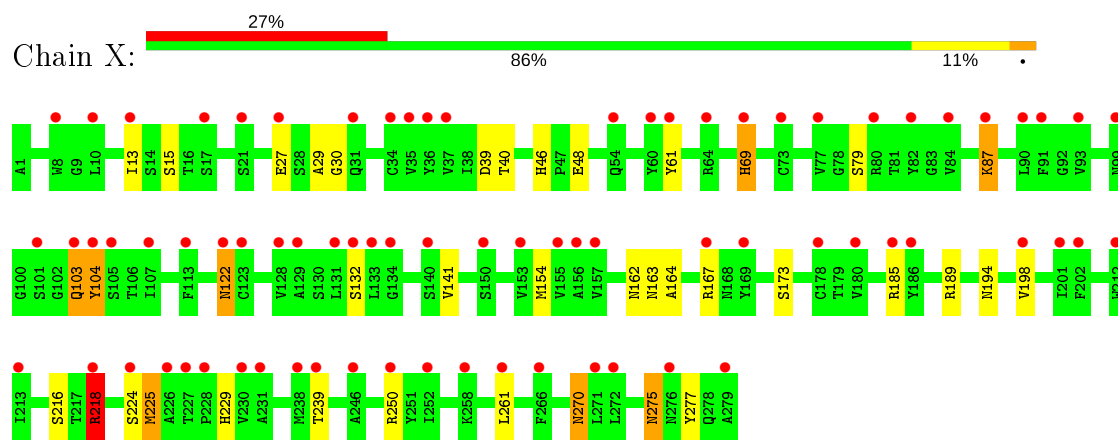 27%
Chain X:
86% 11% •
A1 W8 G9 L10 I13 S14 S15 T16 S17 S21 E27 S28 A29 G30 Q31 C34 V35 Y36 V37 I38 D39 T40 H46 P47 E48 Q54 Y60 Y61 R64 H69 C73 V77 G78 S79 R80 T81 Y82 G83 V84 K87 L90 F91 G92 V93
G100 S101 G102 Q103 Y104 S105 T106 I107 F113 N122 C123 V128 A129 S130 L131 S132 L133 G134 S140 V141 S150 V153 M154 V155 A156 V157 N162 N163 A164 R167 N168 Y169 S173 C178 T179 V180 R185 Y186 R189 N194 V198 I201 F202 W212
I213 S216 T217 R218 S224 M225 A226 T227 P228 H229 V230 A231 M238 T239 A246 R250 Y251 I252 K258 L261 F266 N270 L271 L272 N275 N276 Y277 Q278 A279